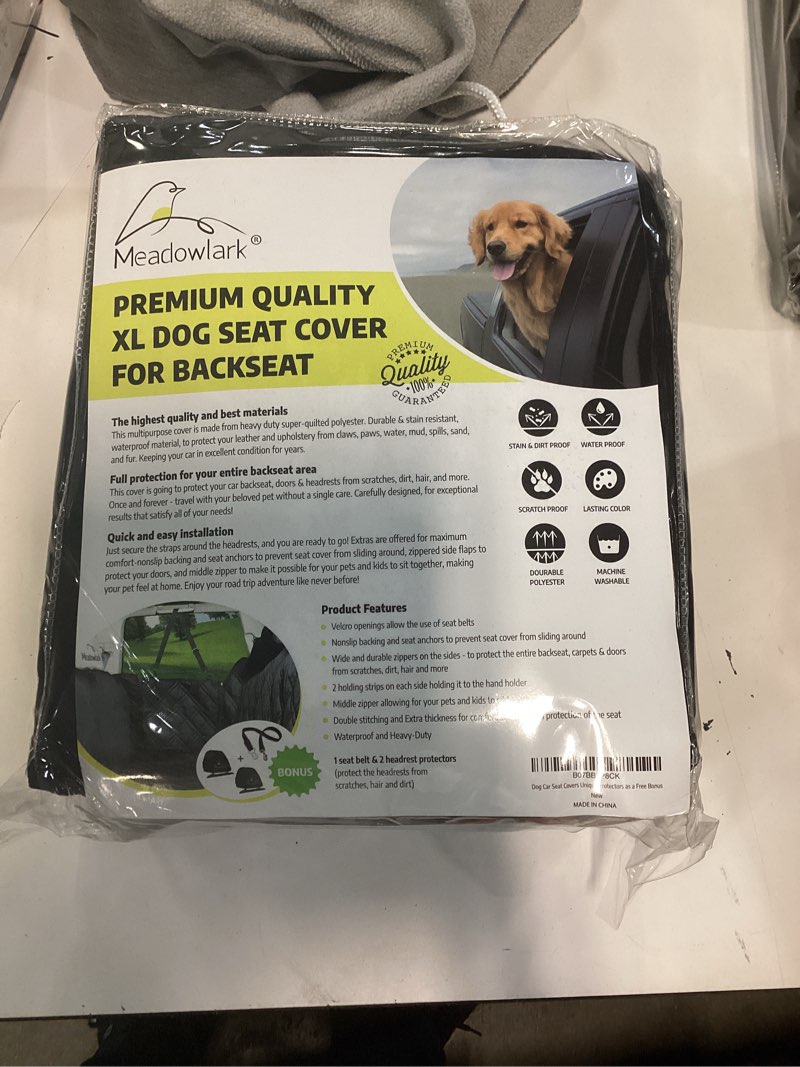 Meadowlark ®
PREMIUM QUALITY
XL DOG SEAT COVER
FOR BACKSEAT
PREMIUM
Quality
100%
GUARANTEED
The highest quality and best materials
This multipurpose cover is made from heavy duty super-quilted polyester. Durable & stain resistant,
waterproof material, to protect your leather and upholstery from claws, paws, water, mud, spills, sand,
and fur. Keeping your car in excellent condition for years.
Full protection for your entire backseat area
This cover is going to protect your car backseat, doors & headrests from scratches, dirt, hair, and more.
Once and forever - travel with your beloved pet without a single care. Carefully designed, for exceptional
results that satisfy all of your needs!
Quick and easy installation
Just secure the straps around the headrests, and you are ready to go! Extras are offered for maximum
comfort-nonslip backing and seat anchors to prevent seat cover from sliding around, zippered side flaps to
protect your doors, and middle zipper to make it possible for your pets and kids to sit together, making
your pet feel at home. Enjoy your road trip adventure like never before!
STAIN & DIRT PROOF
WATER PROOF
SCRATCH PROOF
LASTING COLOR
DOURABLE
POLYESTER
MACHINE
WASHABLE
Product Features
Velcro openings allow the use of seat belts
Nonslip backing and seat anchors to prevent seat cover from sliding around
Wide and durable zippers on the sides - to protect the entire backseat, carpets & doors
from scratches, dirt, hair and more
2 holding strips on each side holding it to the hand holder
Middle zipper allowing for your pets and kids to
Double stitching and Extra thickness for protection of the seat
Waterproof and Heavy-Duty
Meadowlark
+
BONUS
1 seat belt & 2 headrest protectors
(protect the headrests from
scratches, hair and dirt)
Dog Car Seat Covers as a Free Bonus
New
MADE IN CHINA